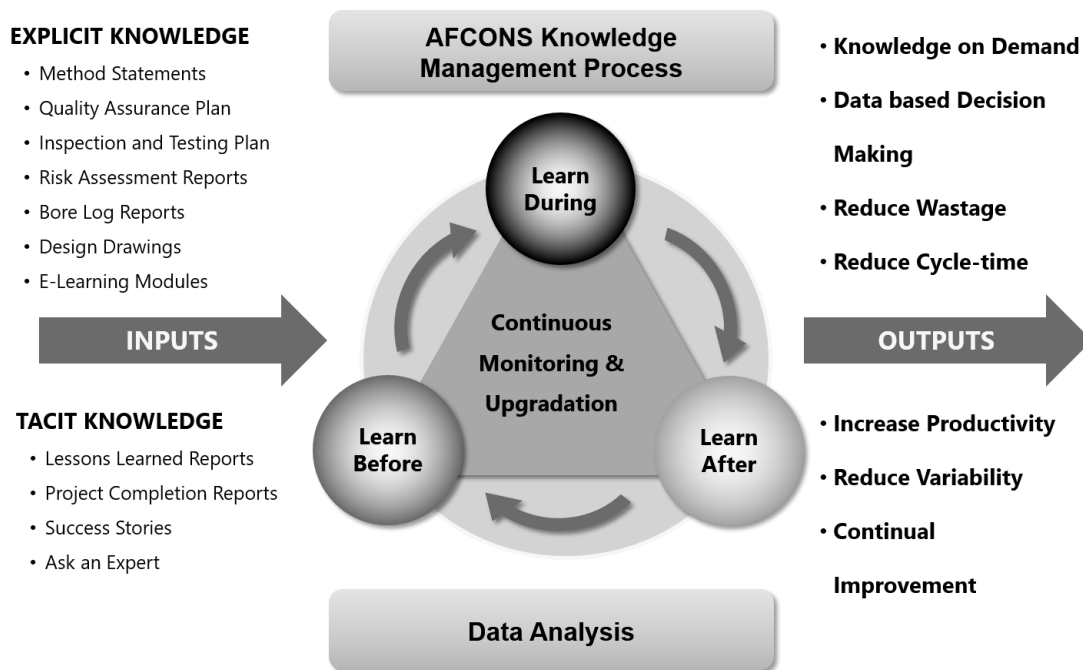 EXPLICIT KNOWLEDGE
• Method Statements
• Quality Assurance Plan
• Inspection and Testing Plan
• Risk Assessment Reports
• Bore Log Reports
• Design Drawings
• E-Learning Modules
INPUTS
TACIT KNOWLEDGE
• Lessons Learned Reports
• Project Completion Reports
• Success Stories
• Ask an Expert
AFCONS Knowledge
Management Process
Learn
During
Continuous
Monitoring &
Upgradation
Learn
Before
Learn
After
Data Analysis
• Knowledge on Demand
• Data based Decision
Making
• Reduce Wastage
• Reduce Cycle-time
OUTPUTS
• Increase Productivity
• Reduce Variability
• Continual
Improvement